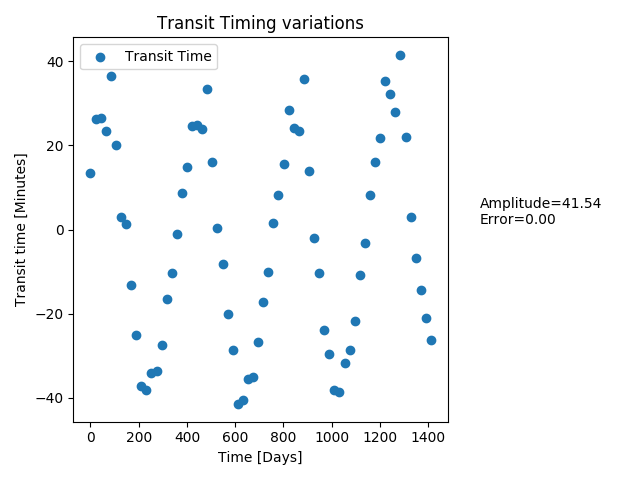 Transit Timing variations
Transit Time
40
20
0
−20
−40
Transit time [Minutes]
0 200 400 600 800 1000 1200 1400
Time [Days]
Amplitude=41.54
Error=0.00